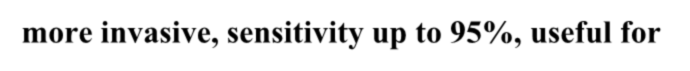 more invasive, sensitivity up to 95%, useful for